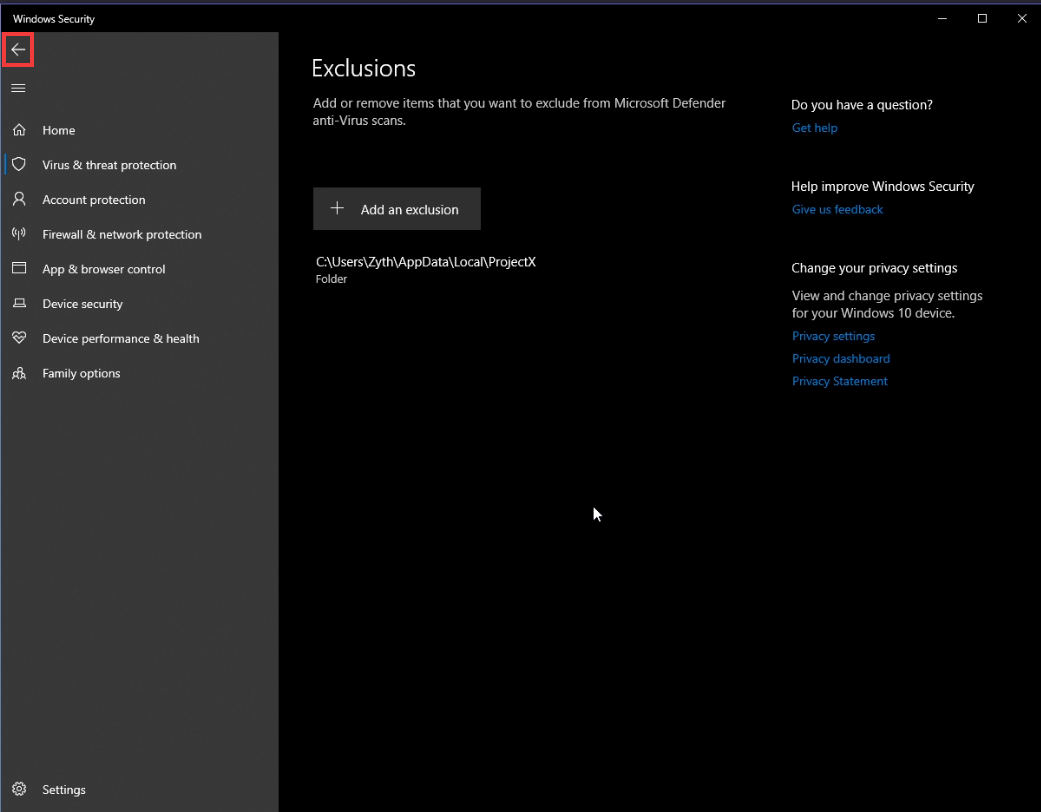 Windows Security
Home
Virus & threat protection
Account protection
Firewall & network protection
App & browser control
Device security
Device performance & health
Family options
Settings
Exclusions
Add or remove items that you want to exclude from Microsoft Defender
anti-Virus scans.
Add an exclusion
C:\Users\Zyth\AppData\Local\ProjectX
Folder
Do you have a question?
Get help
Help improve Windows Security
Give us feedback
Change your privacy settings
View and change privacy settings
for your Windows 10 device.
Privacy settings
Privacy dashboard
Privacy Statement